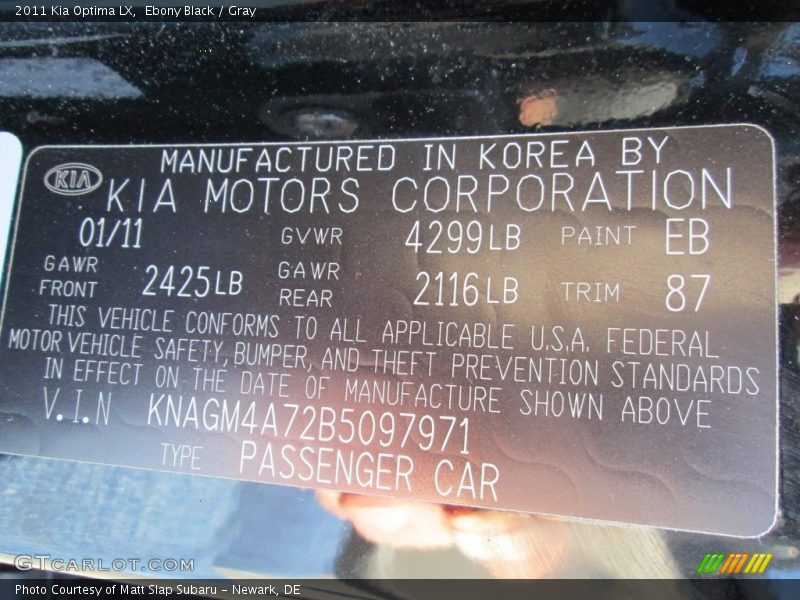 2011 Kia Optima LX, Ebony Black / Gray
KIA
MANUFACTURED IN KOREA BY
KIA MOTORS CORPORATION
01/11 GVWR 4299LB PAINT EB
GAWR FRONT 2425LB GAWR REAR 2116LB TRIM 87
THIS VEHICLE CONFORMS TO ALL APPLICABLE U.S.A. FEDERAL
MOTOR VEHICLE SAFETY, BUMPER, AND THEFT PREVENTION STANDARDS
IN EFFECT ON THE DATE OF MANUFACTURE SHOWN ABOVE
V.I.N KNAGM4A72B5097971
TYPE PASSENGER CAR
GTCARLOT.COM
Photo Courtesy of Matt Slap Subaru - Newark, DE